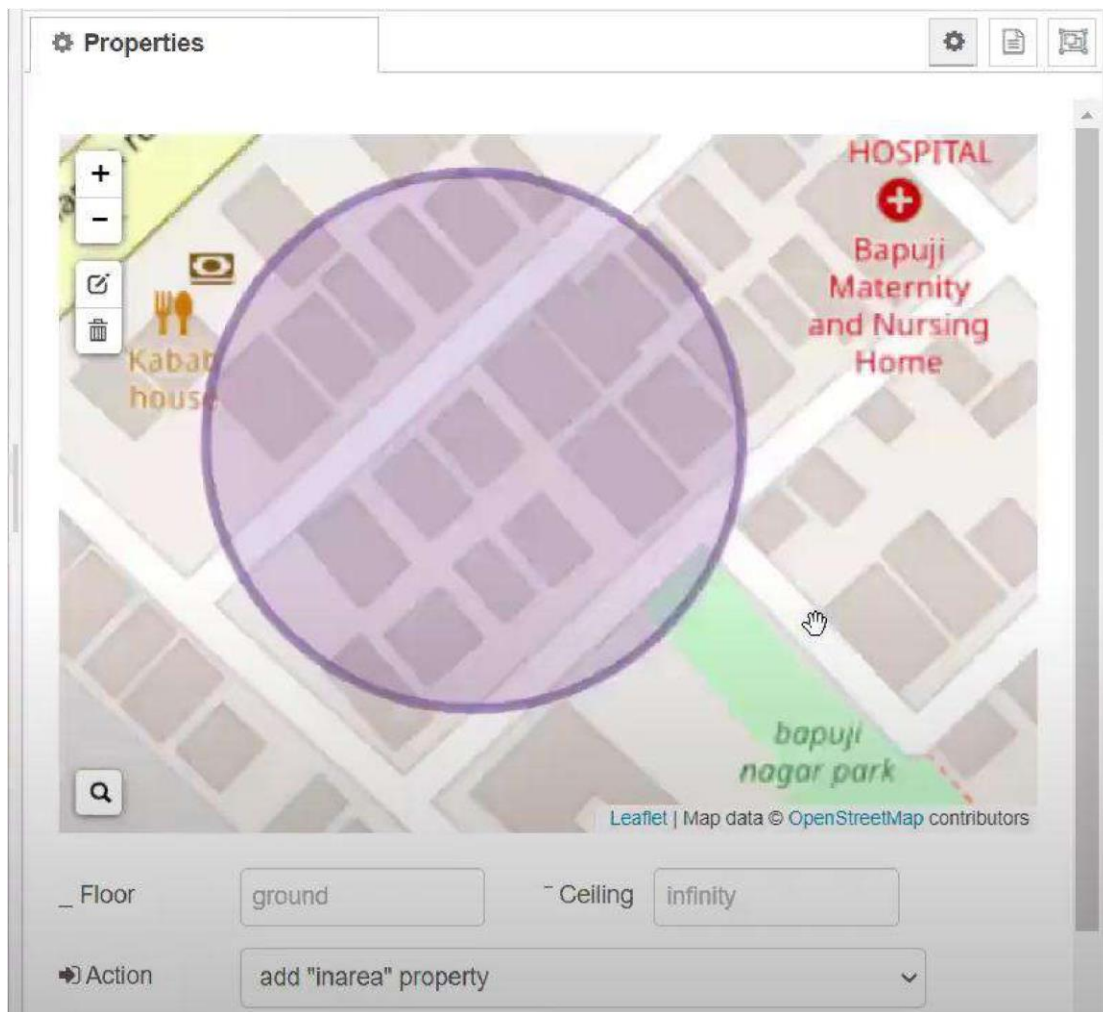 Properties
+
−
HOSPITAL
Bapuji
Maternity
and Nursing
Home
Kabab
house
bapuji
nagar park
Leaflet | Map data © OpenStreetMap contributors
Floor
ground
Ceiling
infinity
Action
add "inarea" property